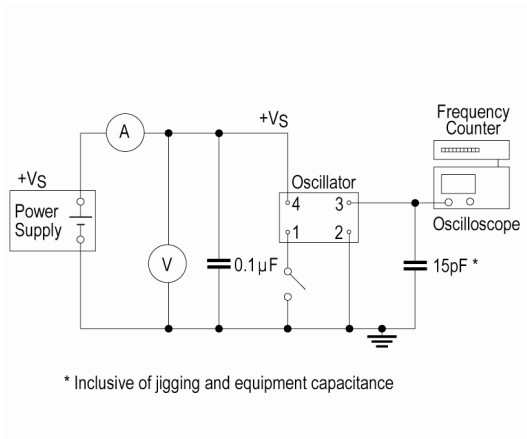 Frequency
Counter
+VS
A
+VS
Oscillator
Power
Supply
4
3
Oscilloscope
1
2
V
0.1µF
15pF *
* Inclusive of jigging and equipment capacitance